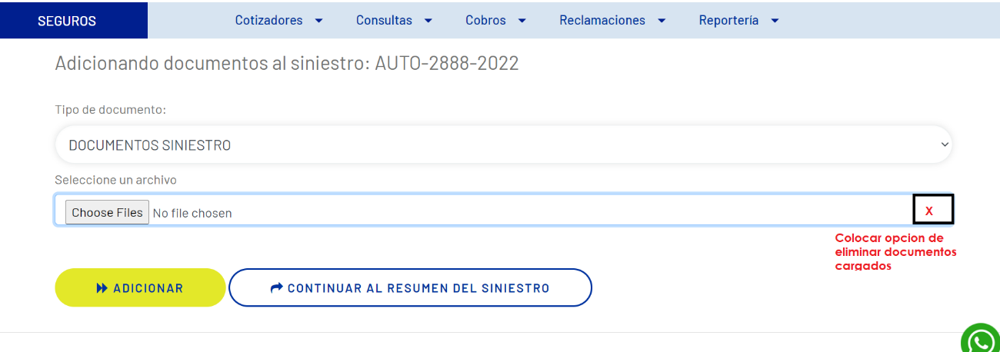 SEGUROS Cotizadores Consultas Cobros Reclamaciones Reportería
Adicionando documentos al siniestro: AUTO-2888-2022
Tipo de documento:
DOCUMENTOS SINIESTRO
Seleccione un archivo
Choose Files No file chosen X
Colocar opcion de
eliminar documentos
cargados
ADICIONAR CONTINUAR AL RESUMEN DEL SINIESTRO